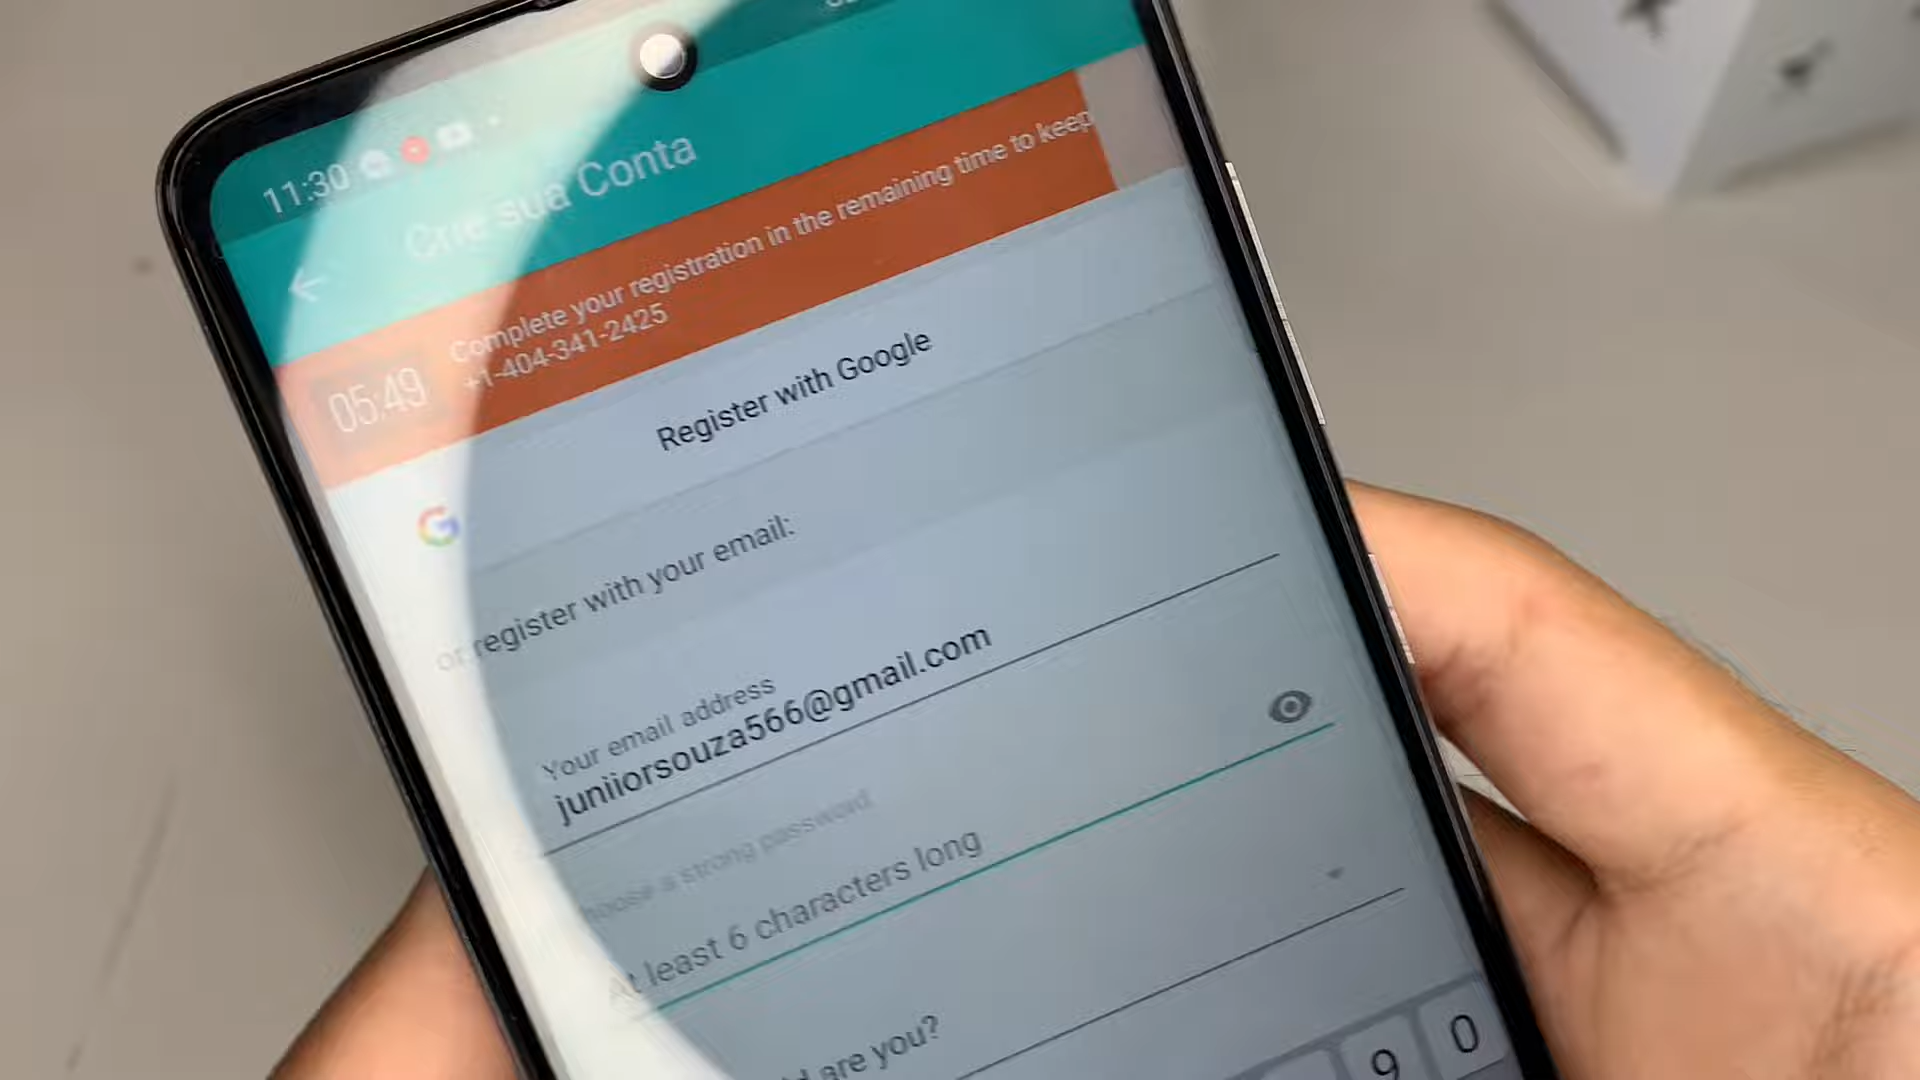 11:30
Crie sua Conta
05:49
Complete your registration in the remaining time to keep
+1-404-341-2425
Register with Google
or register with your email:
Your email address
juniiorsouza566@gmail.com
choose a strong password
At least 6 characters long
are you?
9 0